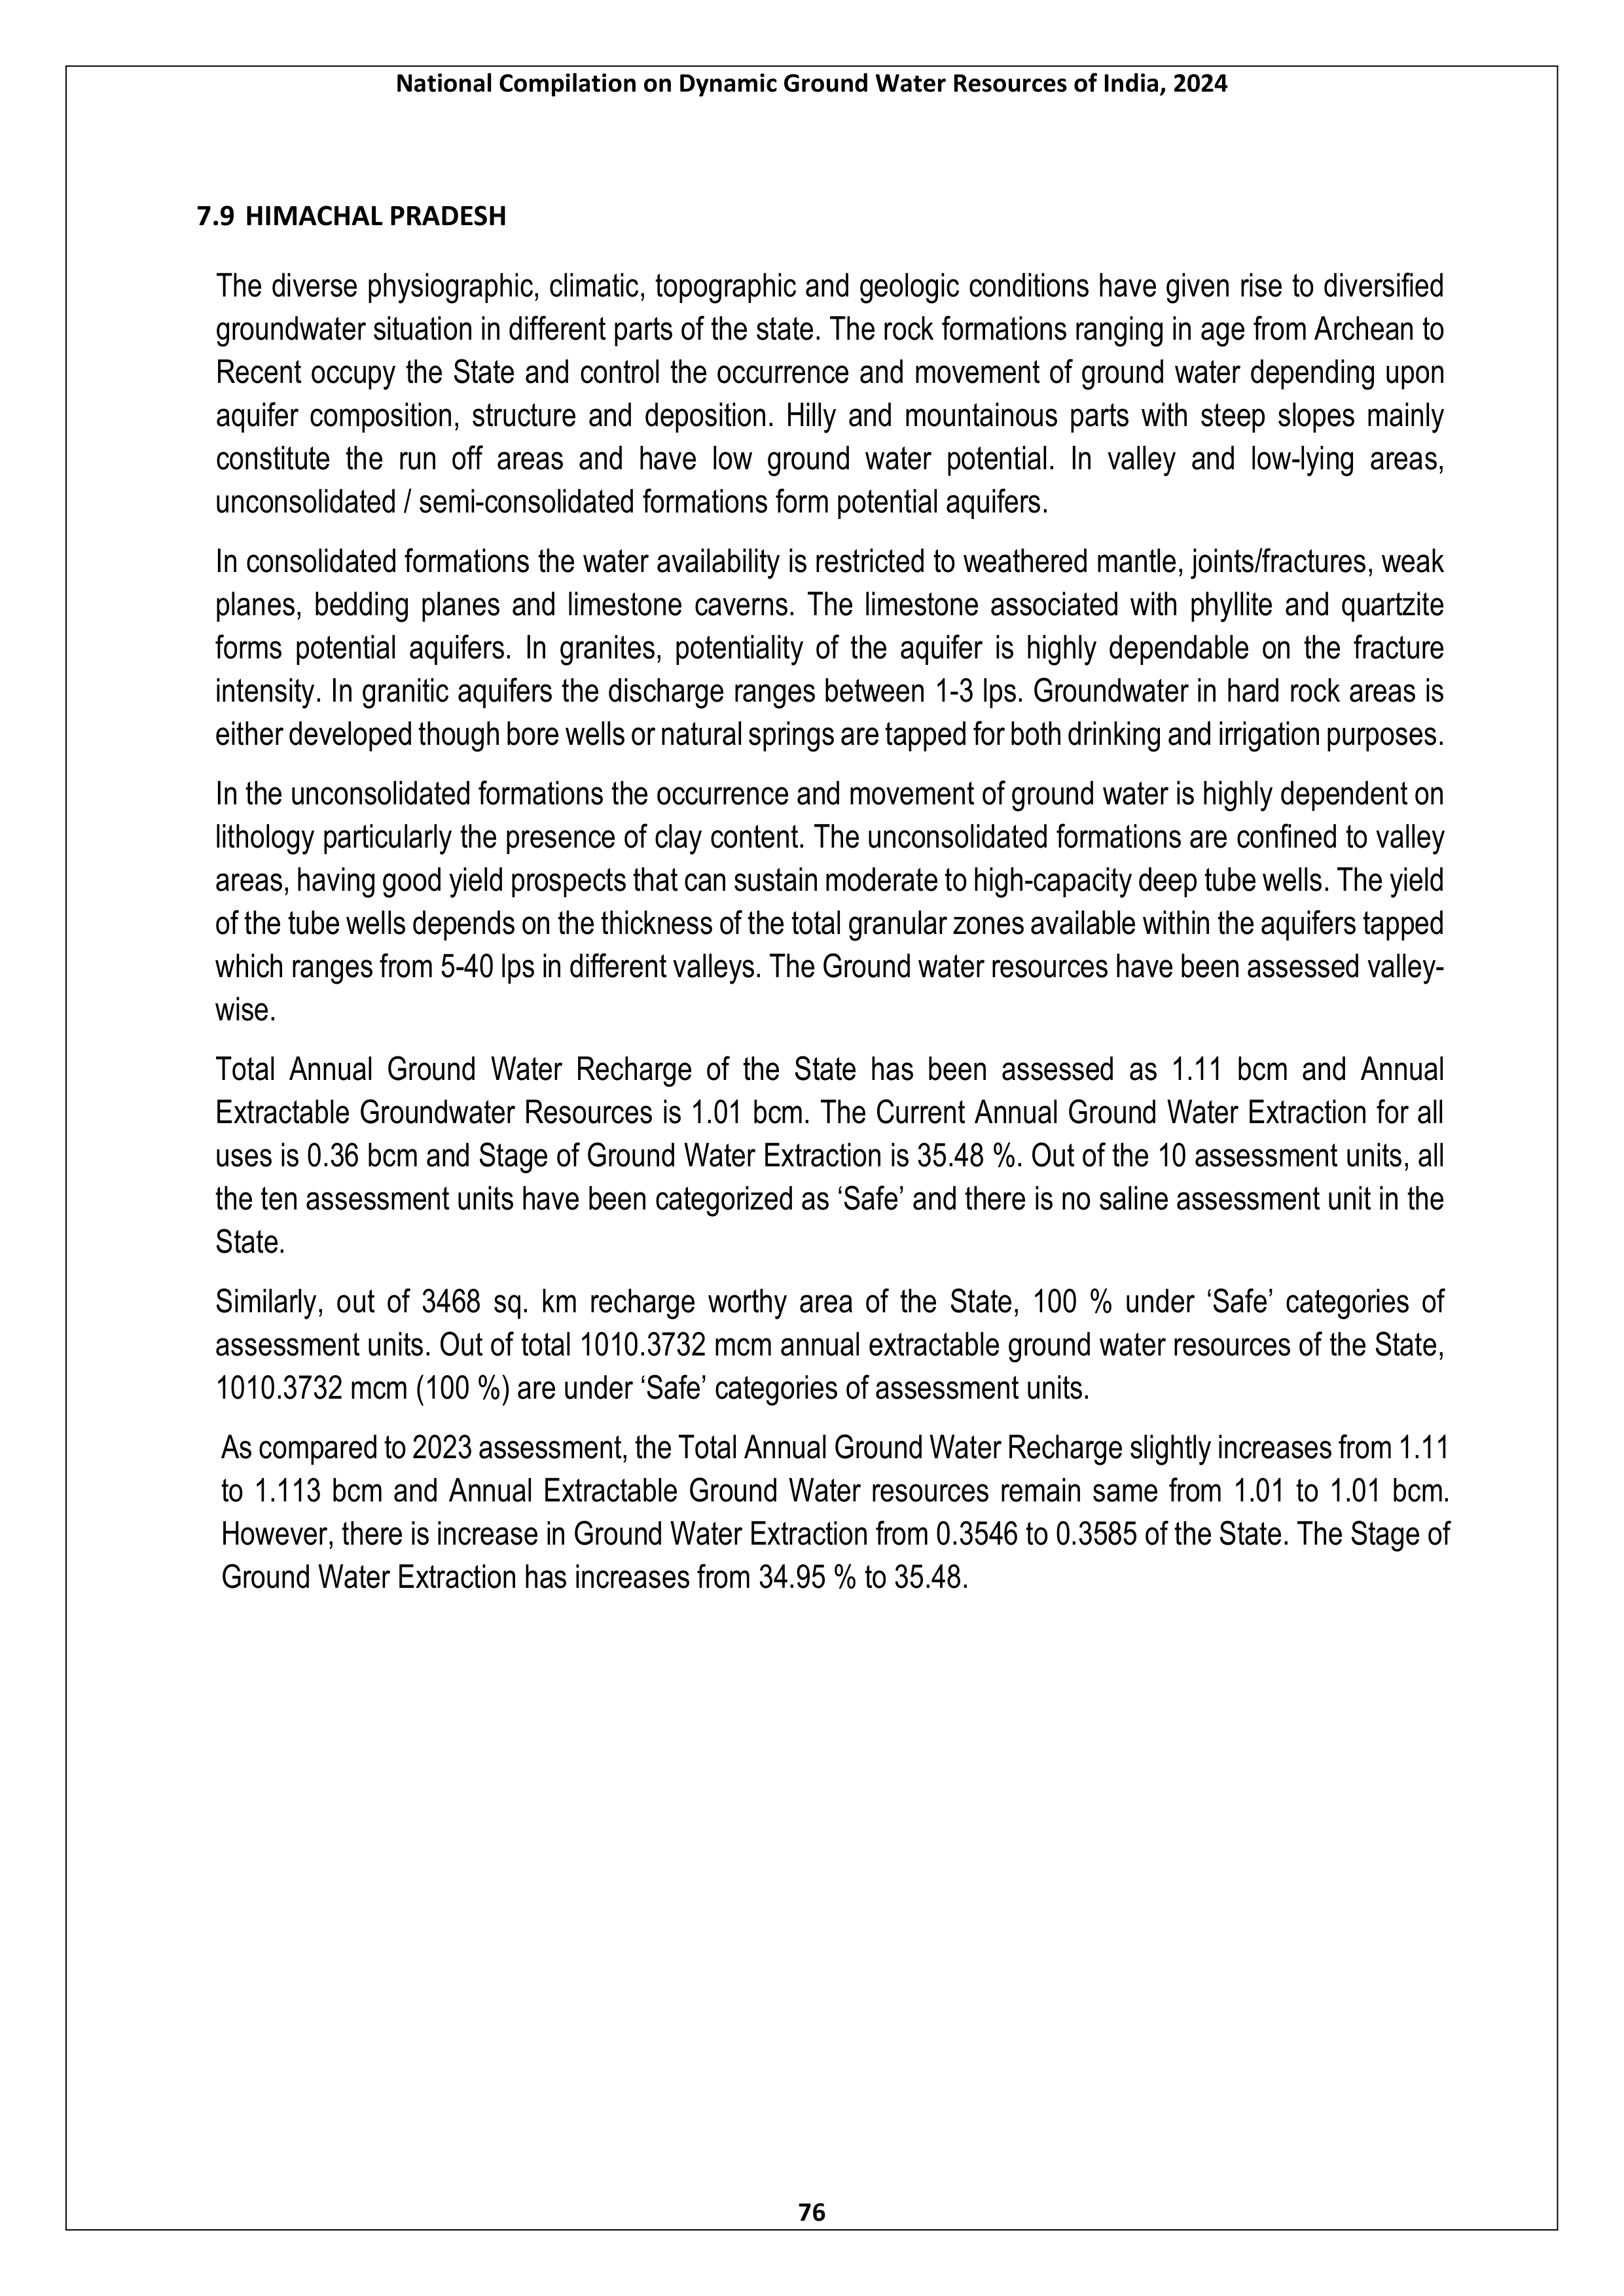 National Compilation on Dynamic Ground Water Resources of India, 2024
7.9 HIMACHAL PRADESH
The diverse physiographic, climatic, topographic and geologic conditions have given rise to diversified
groundwater situation in different parts of the state. The rock formations ranging in age from Archean to
Recent occupy the State and control the occurrence and movement of ground water depending upon
aquifer composition, structure and deposition. Hilly and mountainous parts with steep slopes mainly
constitute the run off areas and have low ground water potential. In valley and low-lying areas,
unconsolidated / semi-consolidated formations form potential aquifers.
In consolidated formations the water availability is restricted to weathered mantle, joints/fractures, weak
planes, bedding planes and limestone caverns. The limestone associated with phyllite and quartzite
forms potential aquifers. In granites, potentiality of the aquifer is highly dependable on the fracture
intensity. In granitic aquifers the discharge ranges between 1-3 lps. Groundwater in hard rock areas is
either developed though bore wells or natural springs are tapped for both drinking and irrigation purposes.
In the unconsolidated formations the occurrence and movement of ground water is highly dependent on
lithology particularly the presence of clay content. The unconsolidated formations are confined to valley
areas, having good yield prospects that can sustain moderate to high-capacity deep tube wells. The yield
of the tube wells depends on the thickness of the total granular zones available within the aquifers tapped
which ranges from 5-40 lps in different valleys. The Ground water resources have been assessed valley-
wise.
Total Annual Ground Water Recharge of the State has been assessed as 1.11 bcm and Annual
Extractable Groundwater Resources is 1.01 bcm. The Current Annual Ground Water Extraction for all
uses is 0.36 bcm and Stage of Ground Water Extraction is 35.48 %. Out of the 10 assessment units, all
the ten assessment units have been categorized as ‘Safe’ and there is no saline assessment unit in the
State.
Similarly, out of 3468 sq. km recharge worthy area of the State, 100 % under ‘Safe’ categories of
assessment units. Out of total 1010.3732 mcm annual extractable ground water resources of the State,
1010.3732 mcm (100 %) are under ‘Safe’ categories of assessment units.
As compared to 2023 assessment, the Total Annual Ground Water Recharge slightly increases from 1.11
to 1.113 bcm and Annual Extractable Ground Water resources remain same from 1.01 to 1.01 bcm.
However, there is increase in Ground Water Extraction from 0.3546 to 0.3585 of the State. The Stage of
Ground Water Extraction has increases from 34.95 % to 35.48.
76